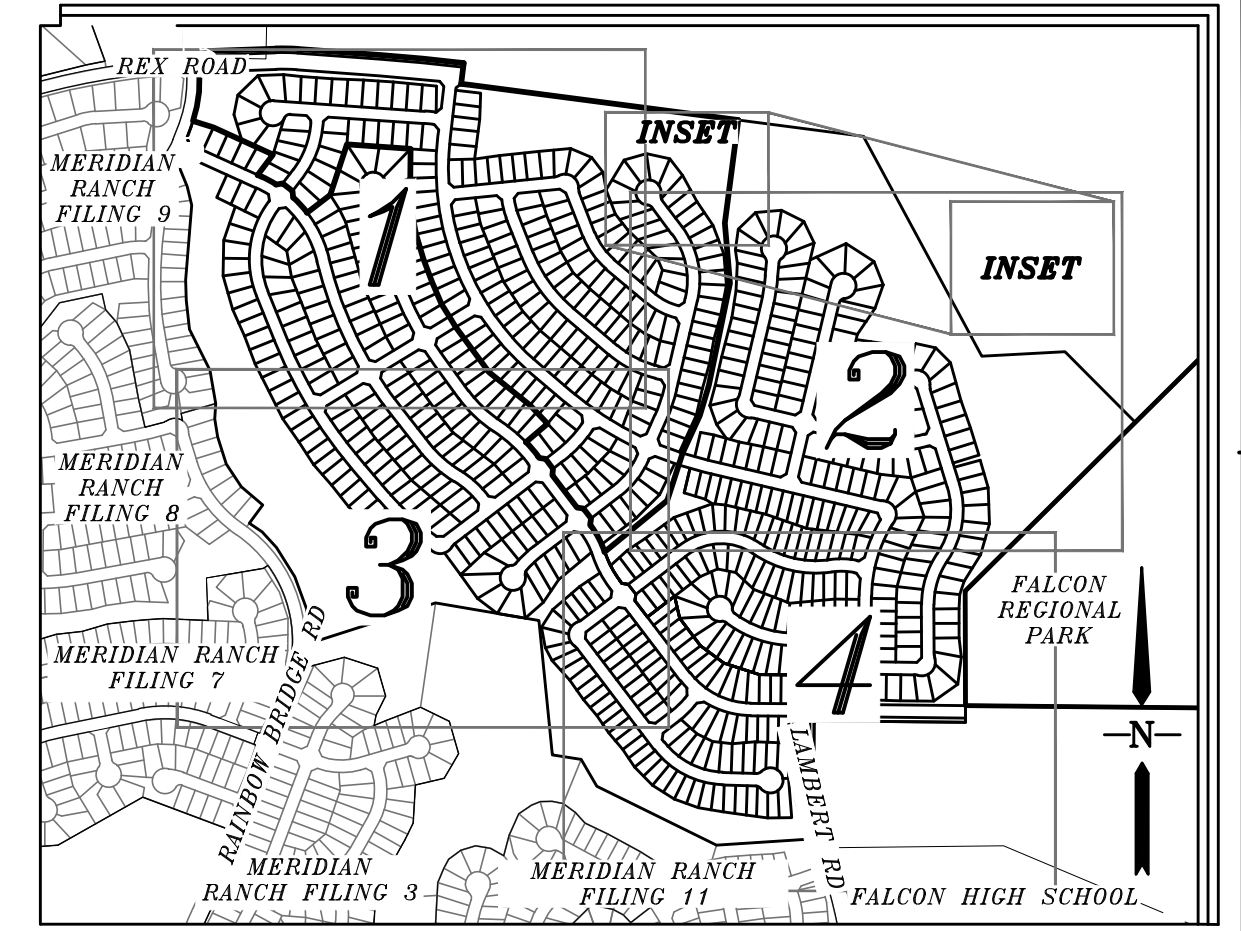 REX ROAD
INSET
MERIDIAN
RANCH
FILING 9
1
INSET
2
MERIDIAN
RANCH
FILING 8
3
FALCON
REGIONAL
PARK
MERIDIAN RANCH
FILING 7
RAINBOW BRIDGE RD
4
N
LAMBERT RD
MERIDIAN
RANCH FILING 3
MERIDIAN RANCH
FILING 11
FALCON HIGH SCHOOL